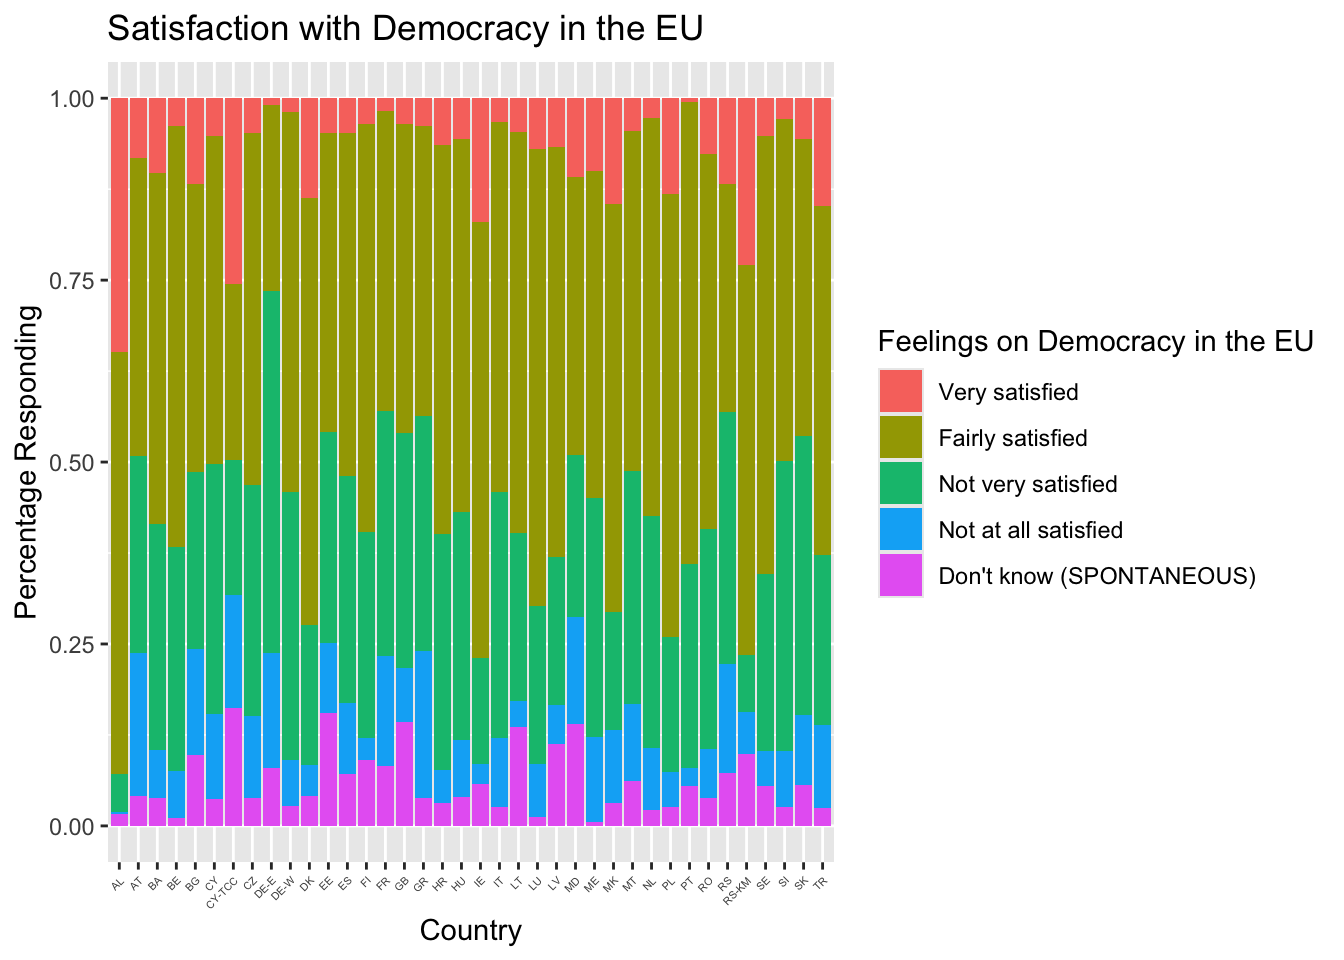 Satisfaction with Democracy in the EU
Percentage Responding
1.00
0.75
0.50
0.25
0.00
AL AT BA BE BG CY CY-TCC CZ DE-E DE-W DK EE ES FI FR GB GR HR HU IE IT LT LU LV MD ME MK MT NL PL PT RO RS RS-KM SE SI SK TR
Country
Feelings on Democracy in the EU
Very satisfied
Fairly satisfied
Not very satisfied
Not at all satisfied
Don't know (SPONTANEOUS)